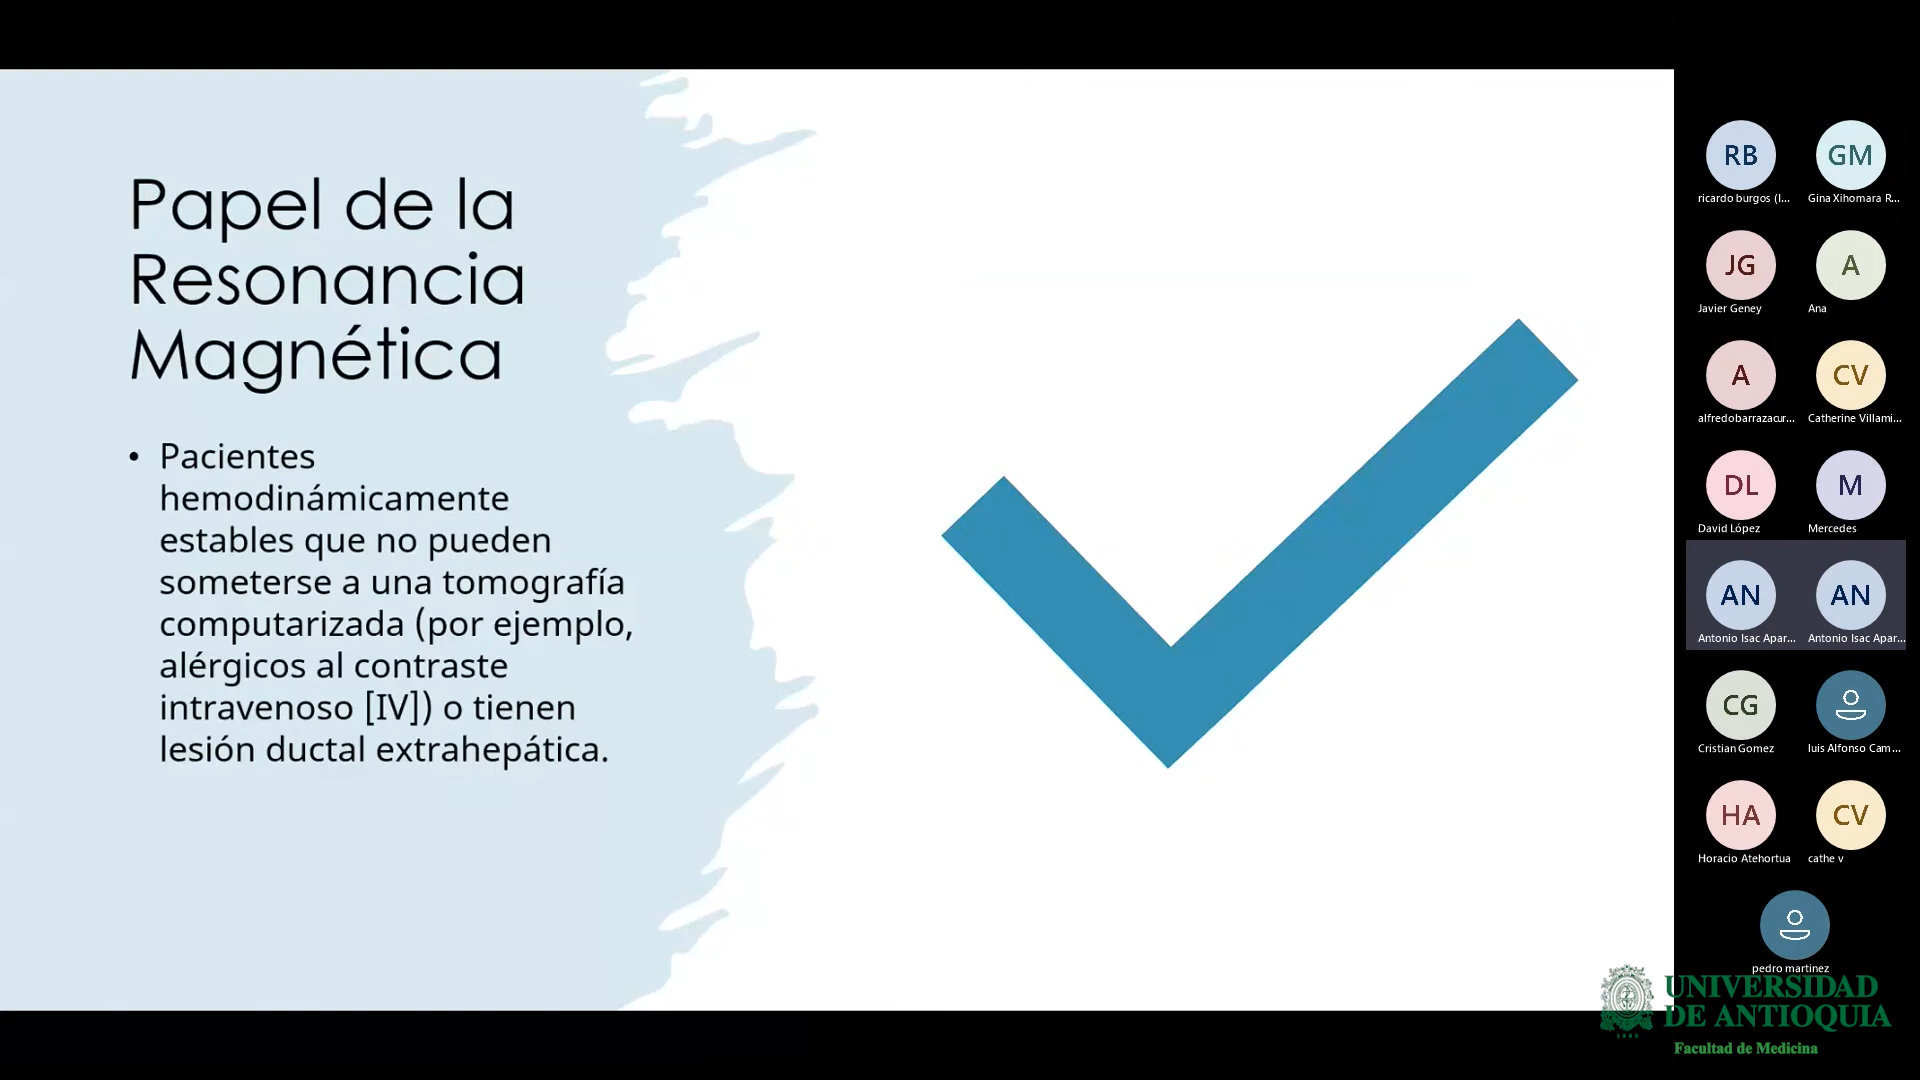 Papel de la
Resonancia
Magnética
• Pacientes
hemodinámicamente
estables que no pueden
someterse a una tomografía
computarizada (por ejemplo,
alérgicos al contraste
intravenoso [IV]) o tienen
lesión ductal extrahepática.
RB GM
ricardo burgos (I... Gina Xihomara R...
JG A
Javier Geney Ana
A CV
alfredobarrazacur... Catherine Villami...
DL M
David López Mercedes
AN AN
Antonio Isac Apar... Antonio Isac Apar...
CG
Cristian Gomez luis Alfonso Cam...
HA CV
Horacio Atehortua cathe v
pedro martinez
UNIVERSIDAD
DE ANTIOQUIA
Facultad de Medicina